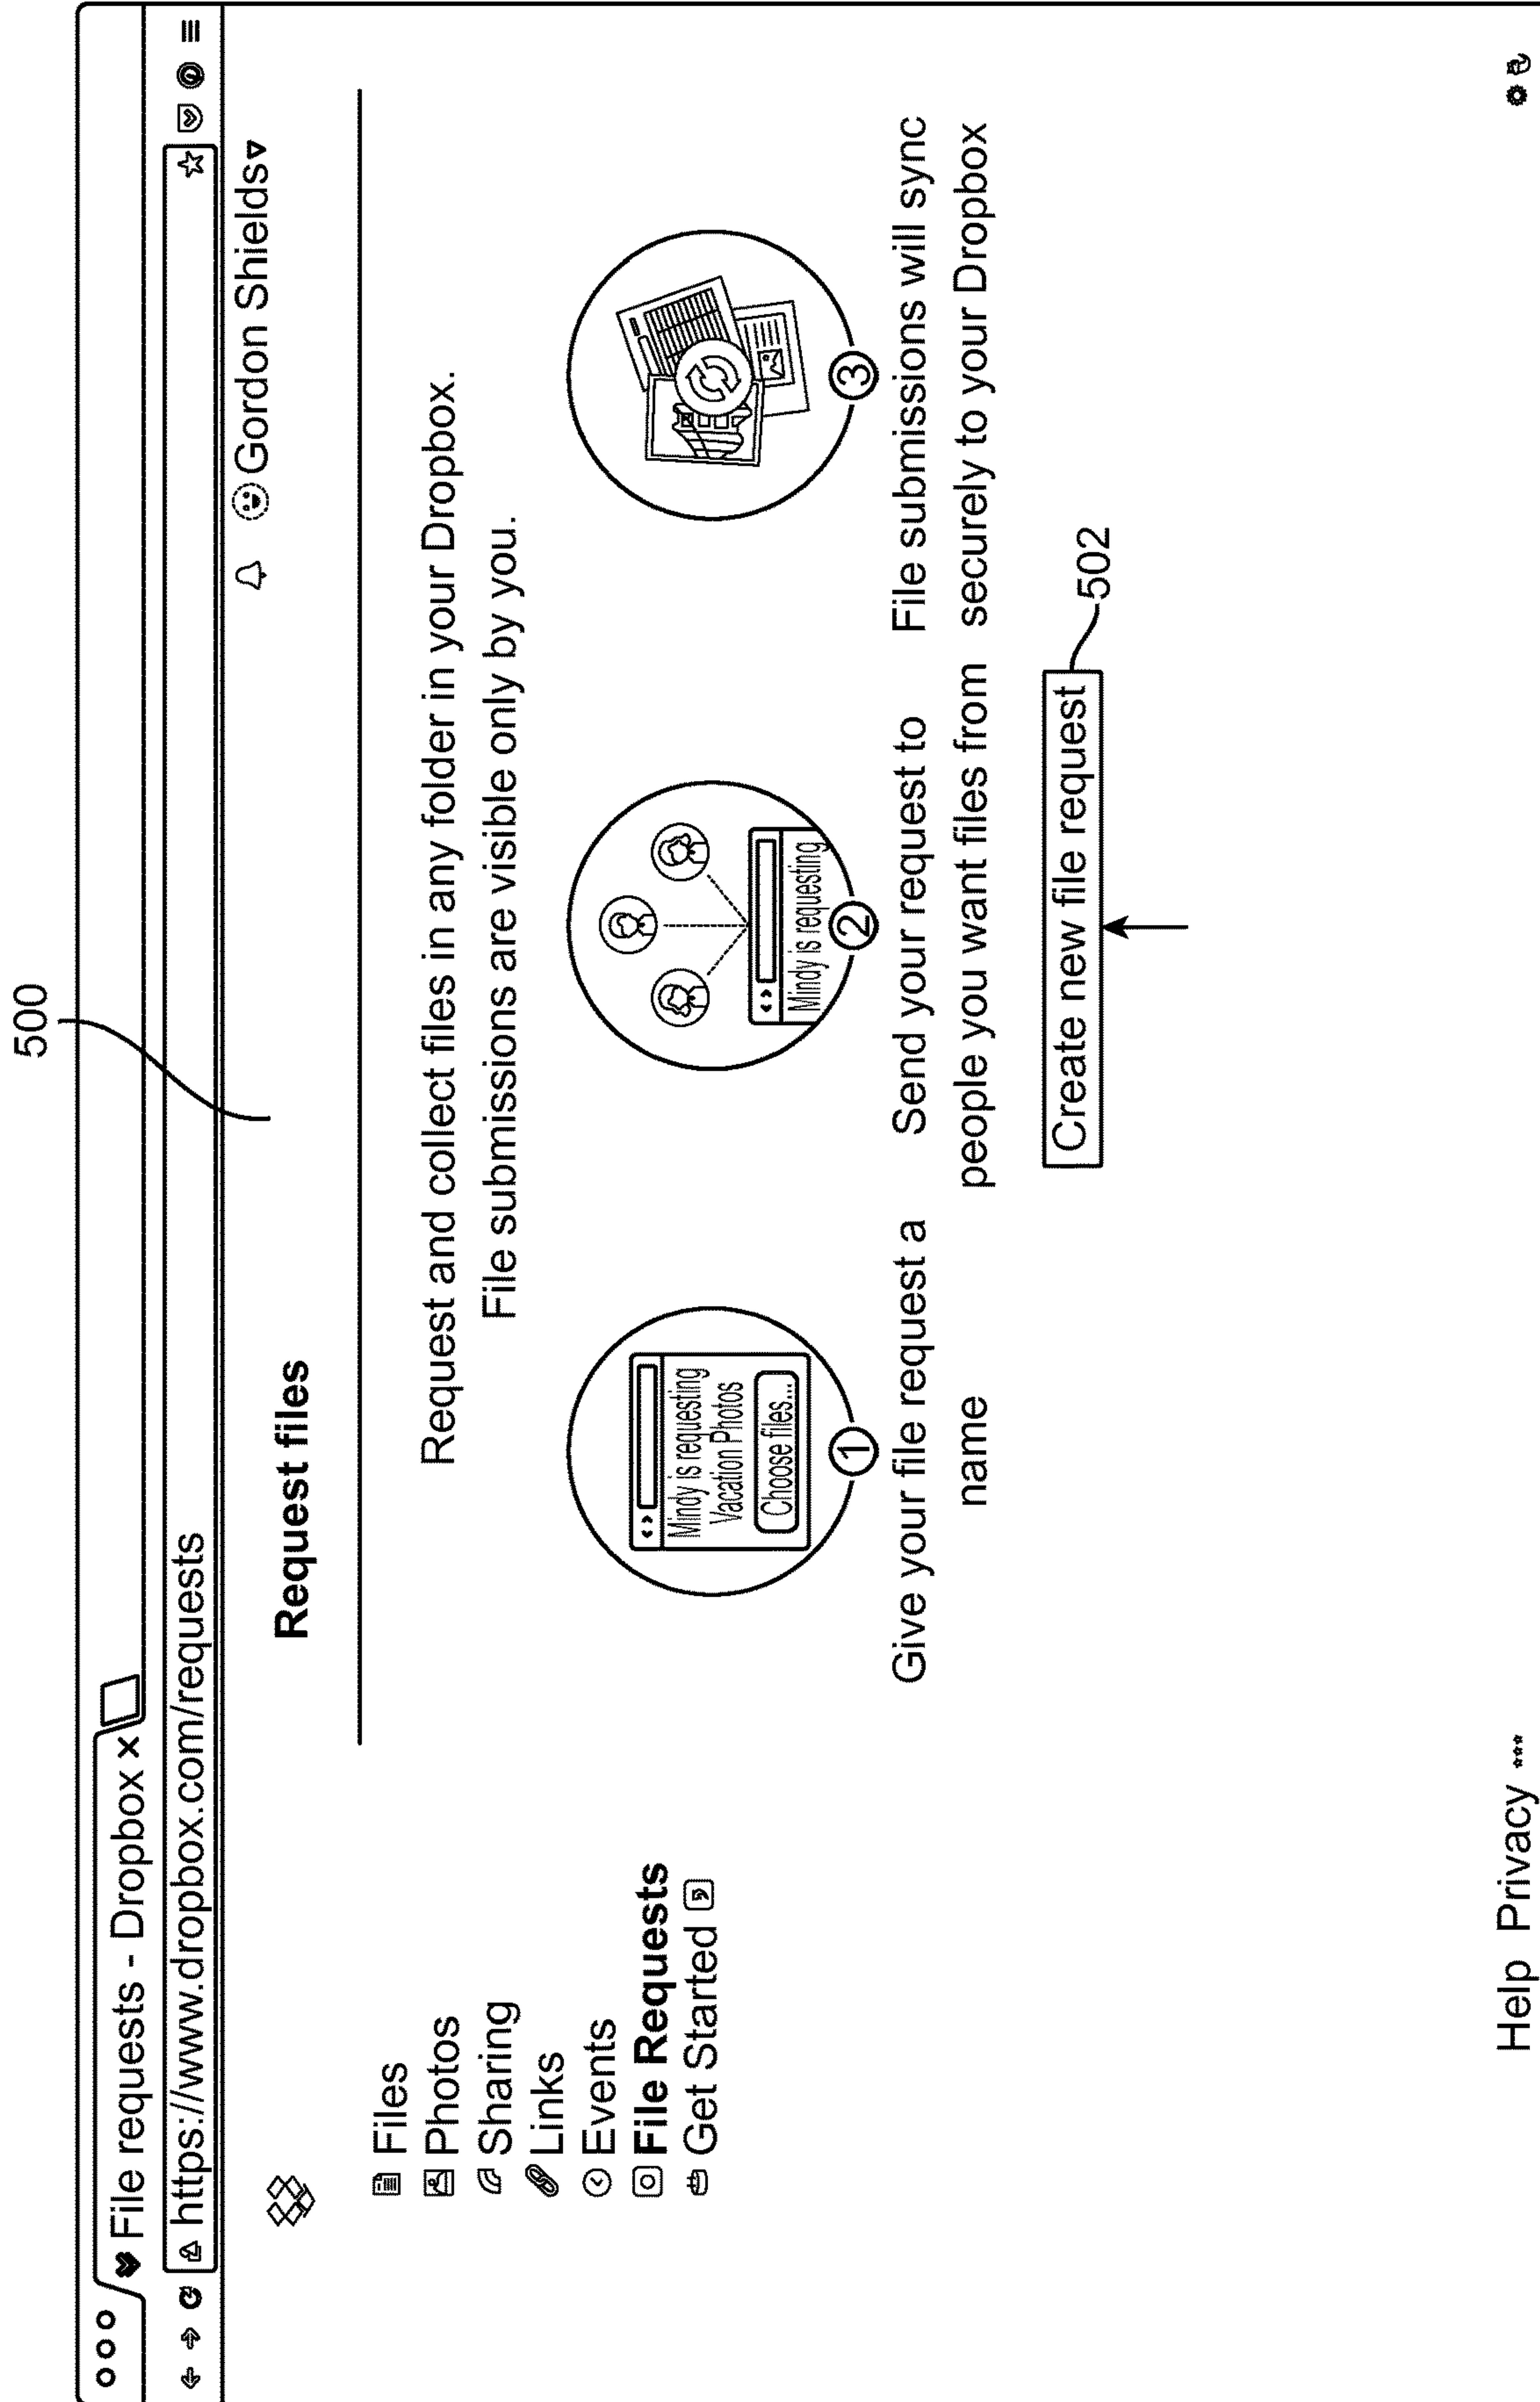 500
File requests - Dropbox x
https://www.dropbox.com/requests
Gordon Shields
Request files
Files
Photos
Sharing
Links
Events
File Requests
Get Started
Request and collect files in any folder in your Dropbox.
File submissions are visible only by you.
Mindy is requesting
Vacation Photos
Choose files...
1
Give your file request a
name
Mindy is requesting
2
Send your request to
people you want files from
3
File submissions will sync
securely to your Dropbox
Create new file request
502
Help Privacy